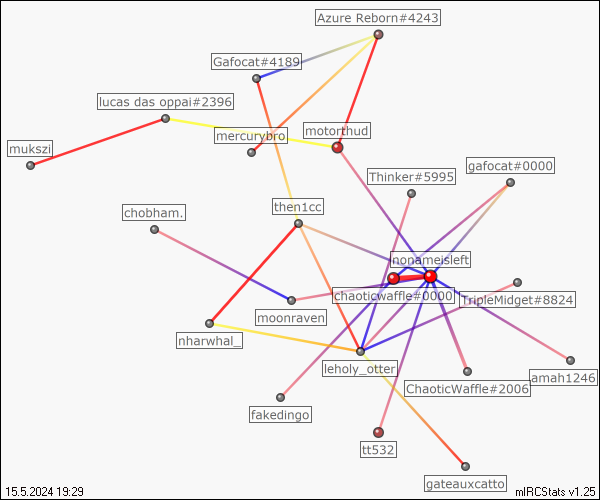 Azure Reborn#4243
Gafocat#4189
lucas das oppai#2396
mercurybro
motorthud
mukszi
Thinker#5995
gafocat#0000
chobham.
then1cc
nonameisleft
chaoticwaffle#0000
TripleMidget#8824
moonraven
nharwhal_
leholy_otter
amah1246
ChaoticWaffle#2006
fakedingo
tt532
gateauxcatto
15.5.2024 19:29
mIRCStats v1.25